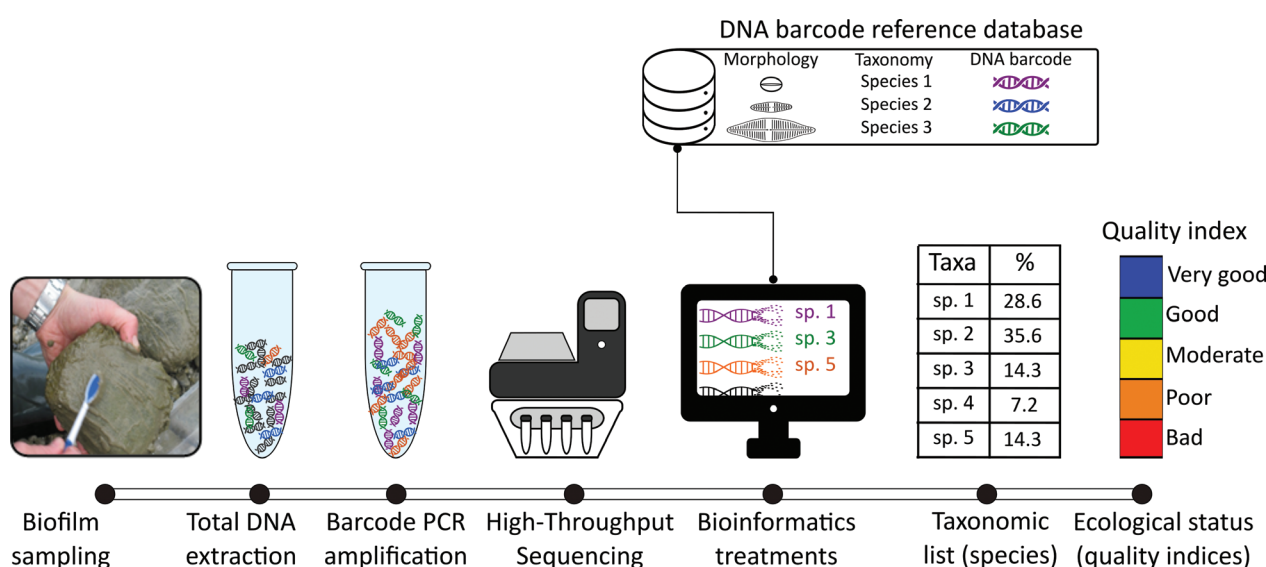 DNA barcode reference database
Morphology Taxonomy DNA barcode
Species 1
Species 2
Species 3
sp. 1
sp. 3
sp. 5
Taxa %
sp. 1 28.6
sp. 2 35.6
sp. 3 14.3
sp. 4 7.2
sp. 5 14.3
Quality index
Very good
Good
Moderate
Poor
Bad
Biofilm
sampling
Total DNA
extraction
Barcode PCR
amplification
High-Throughput
Sequencing
Bioinformatics
treatments
Taxonomic
list (species)
Ecological status
(quality indices)